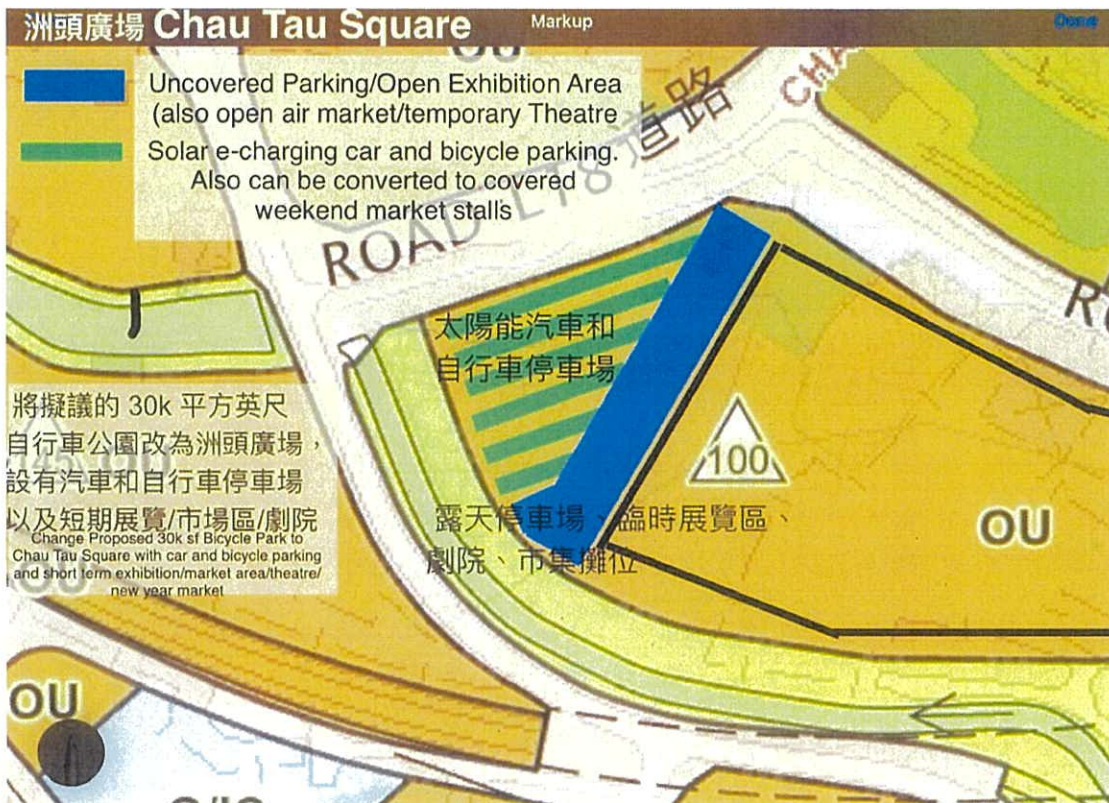 洲頭廣場 Chau Tau Square
Markup
Done
OU
Uncovered Parking/Open Exhibition Area
(also open air market/temporary Theatre
Solar e-charging car and bicycle parking.
Also can be converted to covered
weekend market stalls
ROAD LT8 道路
CHA
太陽能汽車和
自行車停車場
將擬議的 30k 平方英尺
自行車公園改為洲頭廣場，
設有汽車和自行車停車場
以及短期展覽/市場區/劇院
Change Proposed 30k sf Bicycle Park to
Chau Tau Square with car and bicycle parking
and short term exhibition/market area/theatre/
new year market
OU
100
OU
露天停車場、臨時展覽區、
劇院、市集攤位
OU
G/IC